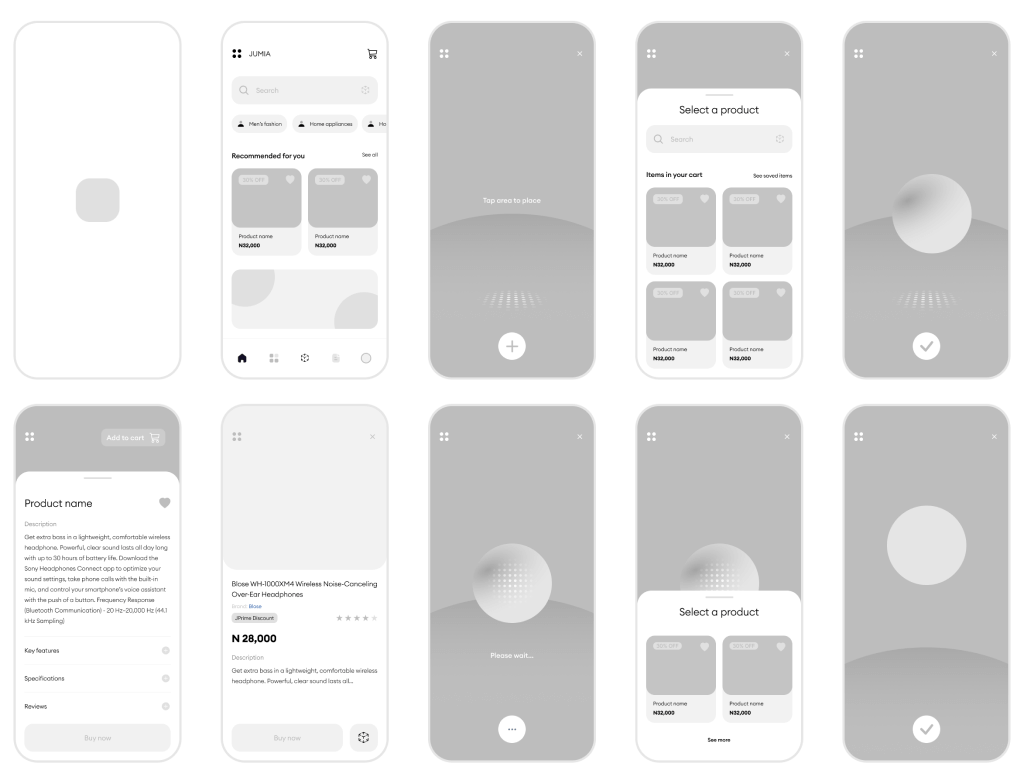 JUMIA
Search
Men's fashion
Home appliances
Ho
Recommended for you
See all
30% OFF
30% OFF
Product name
N32,000
Product name
N32,000
Tap area to place
Select a product
Search
Items in your cart
See saved items
30% OFF
30% OFF
Product name
N32,000
Product name
N32,000
30% OFF
30% OFF
Product name
N32,000
Product name
N32,000
Add to cart
Product name
Description
Get extra bass in a lightweight, comfortable wireless
headphone. Powerful, clear sound lasts all day long
with up to 30 hours of battery life. Download the
Sony Headphones Connect app to optimize your
sound settings, take phone calls with the built-in
mic, and control your smartphone's voice assistant
with the push of a button. Frequency Response
(Bluetooth Communication) - 20 Hz–20,000 Hz (44.1
kHz Sampling)
Key features
Specifications
Reviews
Buy now
Blose WH-1000XM4 Wireless Noise-Canceling
Over-Ear Headphones
Brand: Blose
JPrime Discount
N 28,000
Description
Get extra bass in a lightweight, comfortable wireless
headphone. Powerful, clear sound lasts all...
Buy now
Please wait...
Select a product
30% OFF
30% OFF
Product name
N32,000
Product name
N32,000
See more